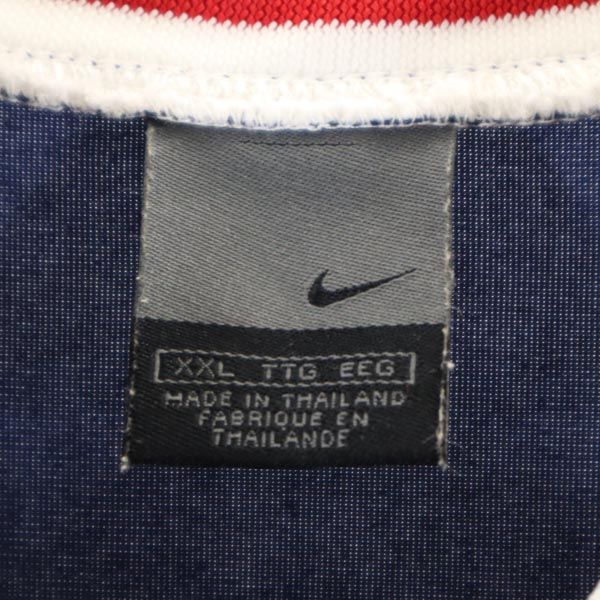 XXL TTG EEG
MADE IN THAILAND
FABRIQUE EN
THAILANDE